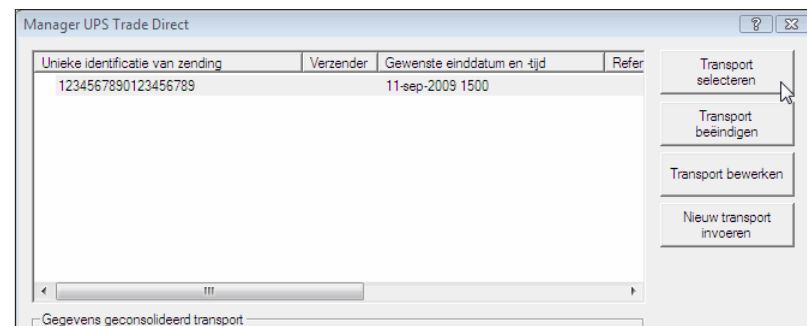 Manager UPS Trade Direct
Unieke identificatie van zending Verzender Gewenste einddatum en -tijd Refer
1234567890123456789 11-sep-2009 1500
Transport
selecteren
Transport
beëindigen
Transport bewerken
Nieuw transport
invoeren
Gegevens geconsolideerd transport